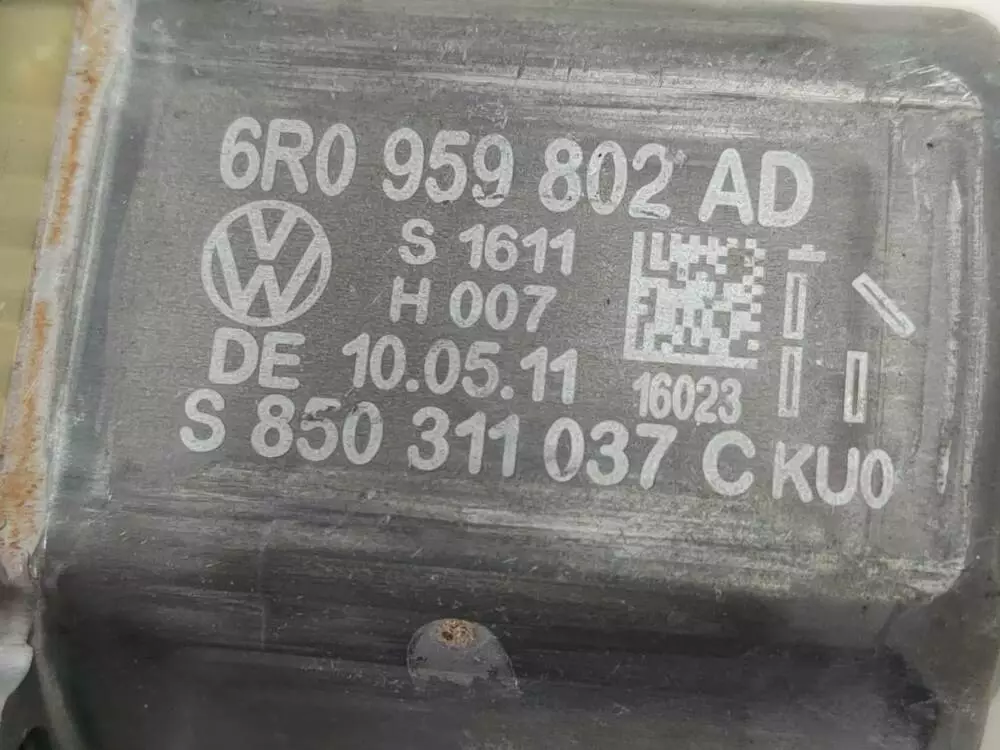 6R0 959 802 AD
S 1611
H 007
DE 10.05.11
16023
S 850 311 037 C KU0